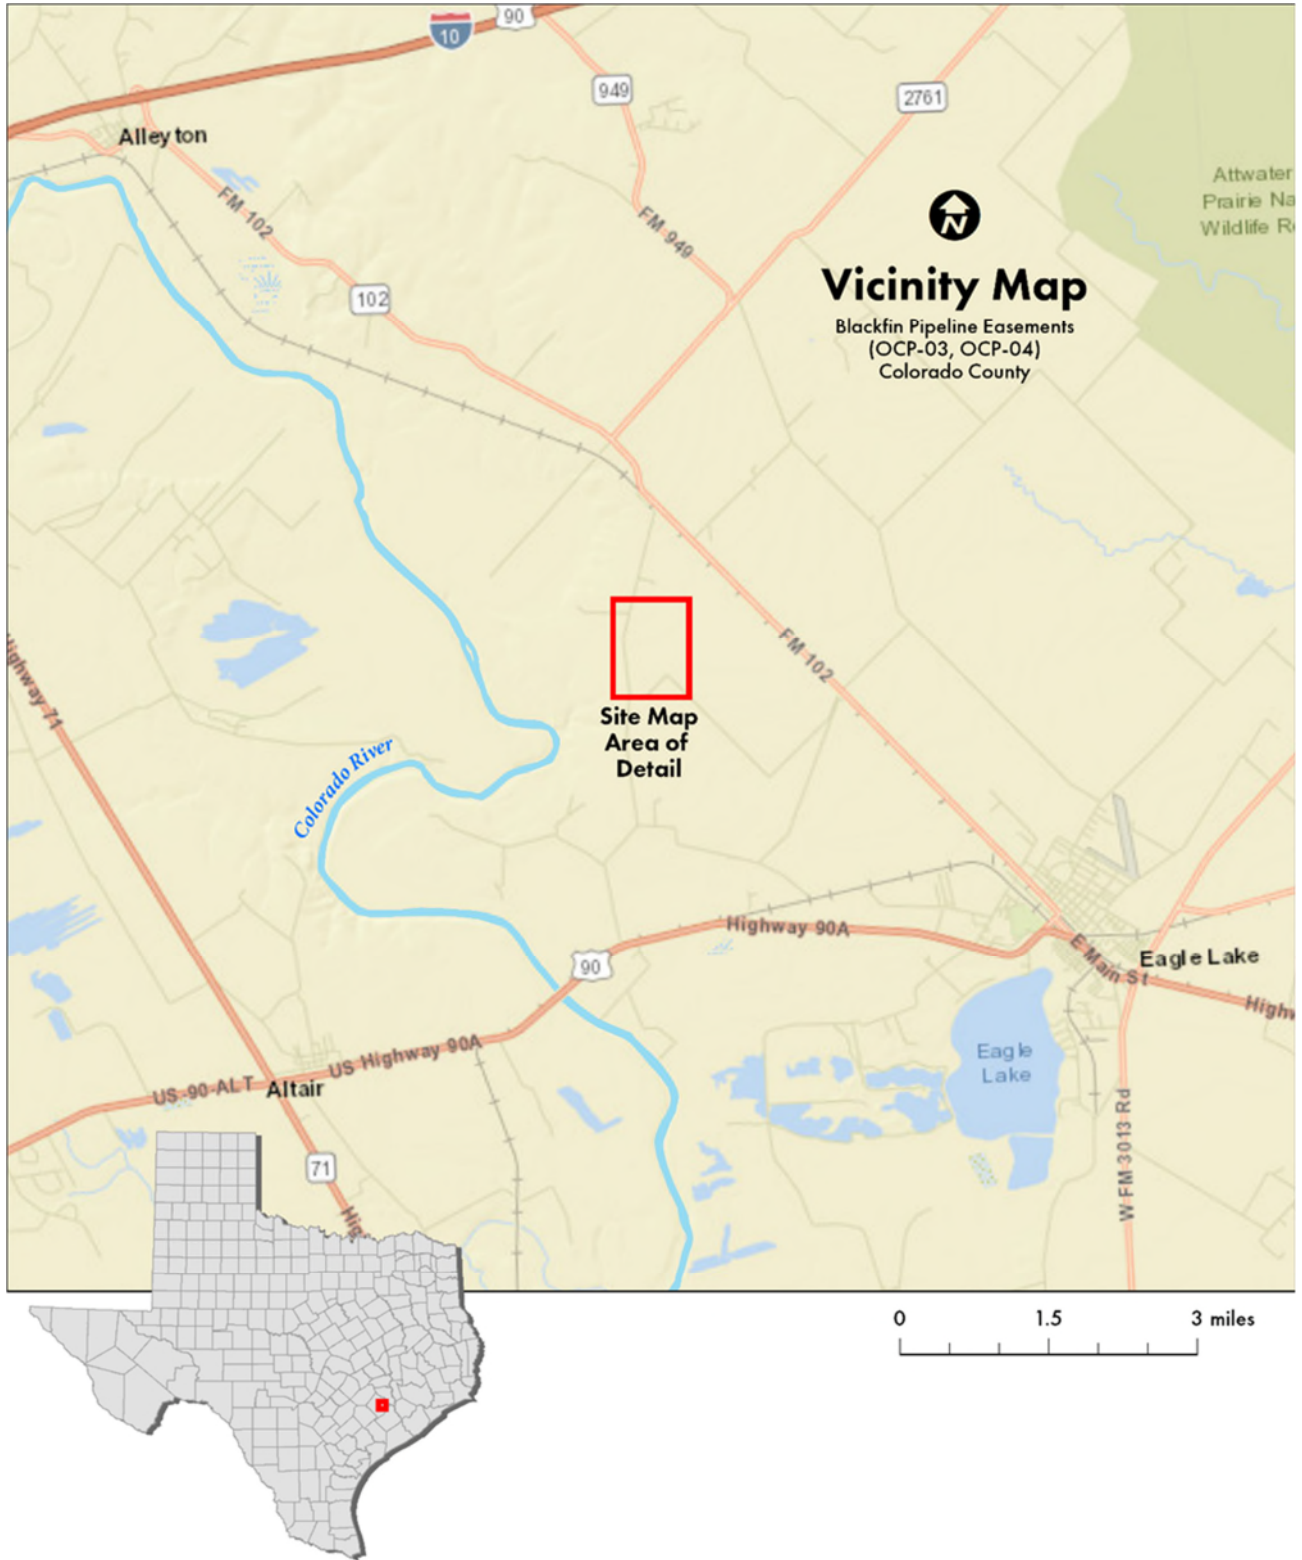 90
10
949
2761
Alleyton
Attwater
Prairie Na
Wildlife R
FM 102
FM 949
N
Vicinity Map
102
Blackfin Pipeline Easements
(OCP-03, OCP-04)
Colorado County
FM 102
Highway 71
Site Map
Area of
Detail
Colorado River
Highway 90A
E Main St
Eagle Lake
90
Highw
US Highway 90A
Eagle
Lake
US 90-ALT
Altair
W FM 3013 Rd
71
Hig
0 1.5 3 miles